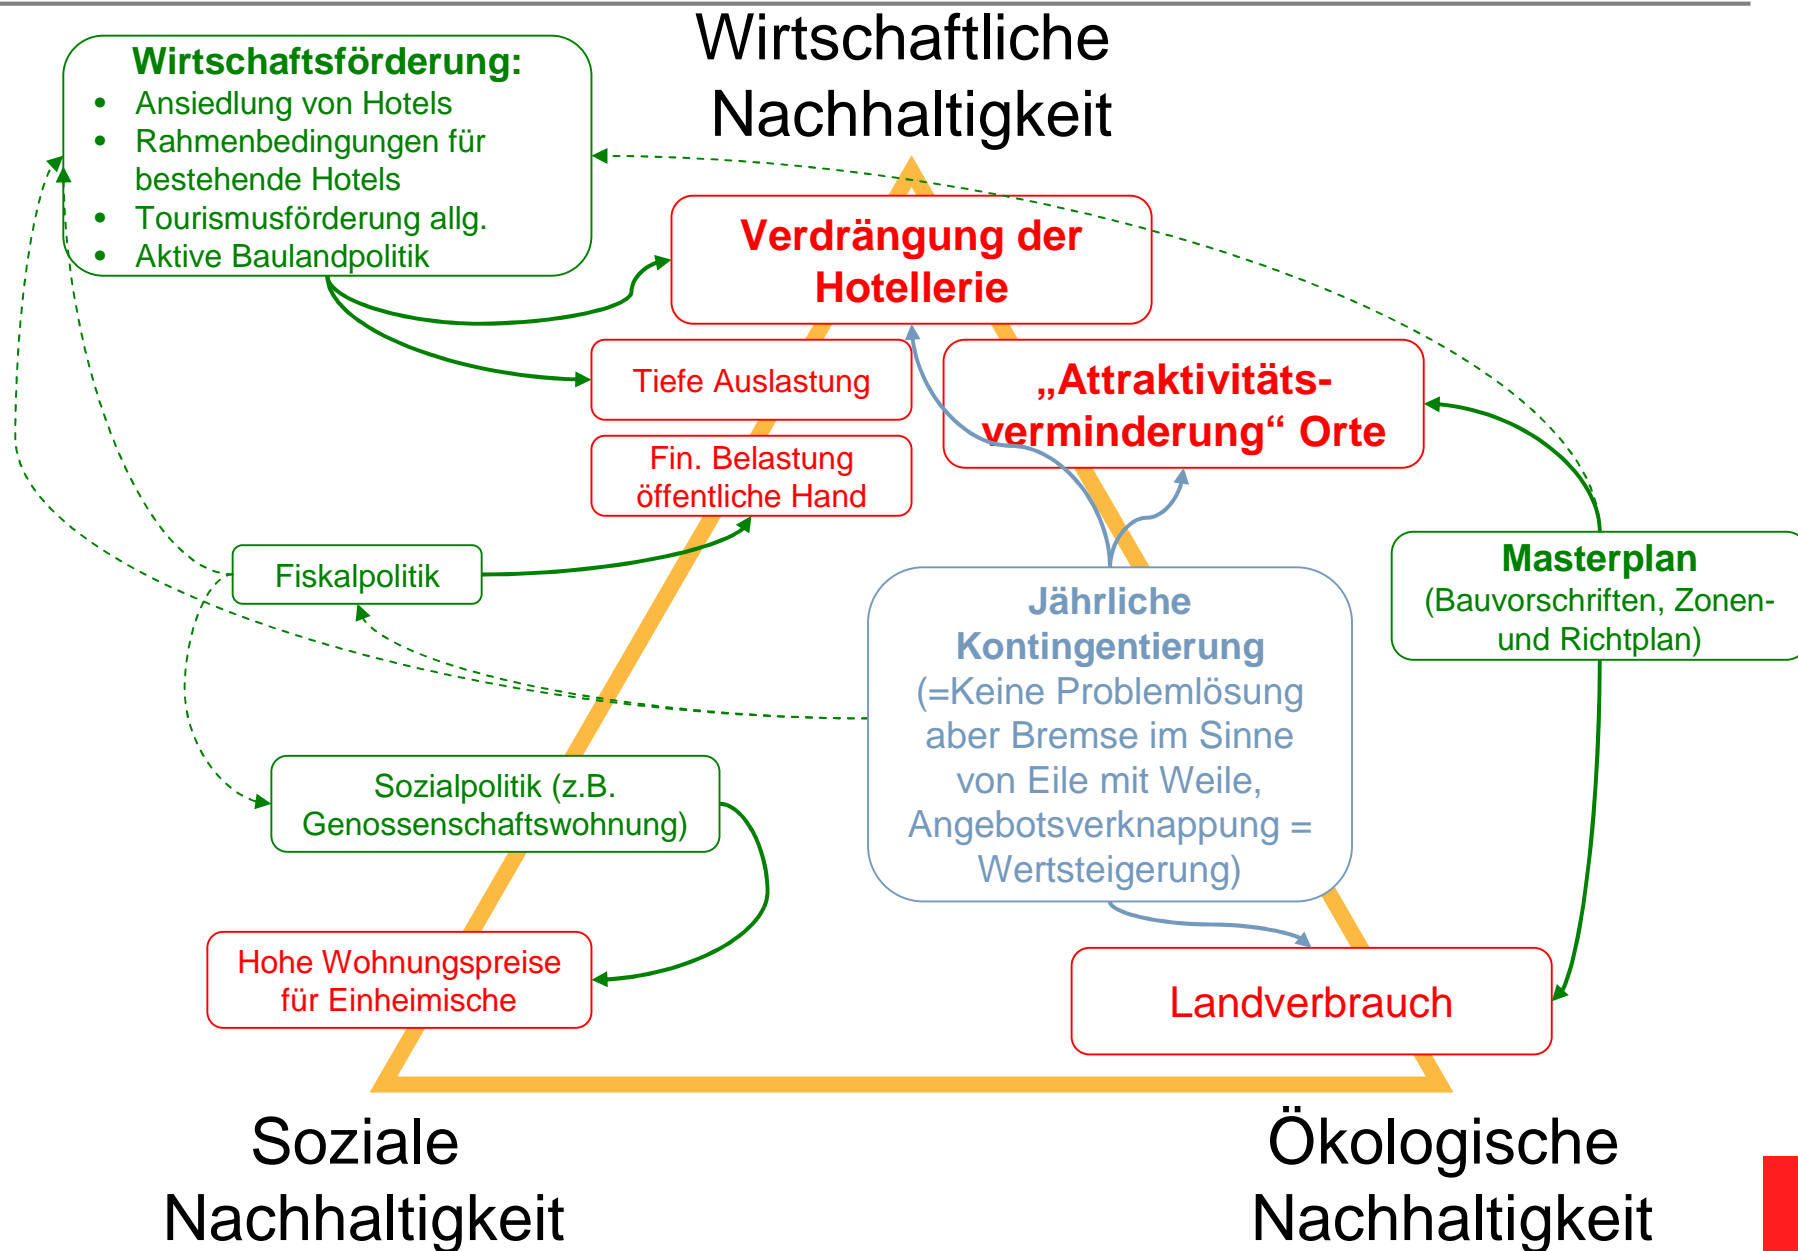 Wirtschaftliche
Nachhaltigkeit
Wirtschaftsförderung:
• Ansiedlung von Hotels
• Rahmenbedingungen für
bestehende Hotels
• Tourismusförderung allg.
• Aktive Baulandpolitik
Verdrängung der
Hotellerie
Tiefe Auslastung
„Attraktivitäts-
verminderung“ Orte
Fin. Belastung
öffentliche Hand
Fiskalpolitik
Masterplan
(Bauvorschriften, Zonen-
und Richtplan)
Jährliche
Kontingentierung
(=Keine Problemlösung
aber Bremse im Sinne
von Eile mit Weile,
Angebotsverknappung =
Wertsteigerung)
Sozialpolitik (z.B.
Genossenschaftswohnung)
Hohe Wohnungspreise
für Einheimische
Landverbrauch
Soziale
Nachhaltigkeit
Ökologische
Nachhaltigkeit